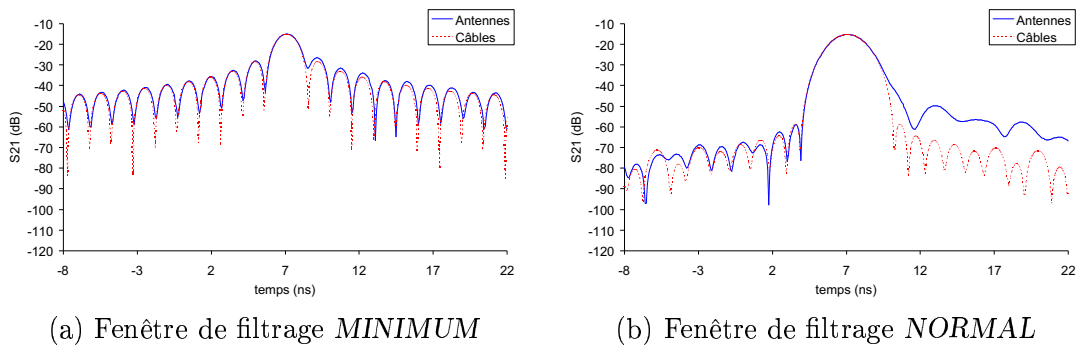 Antennes
Câbles
-10
-20
-30
-40
-50
-60
-70
-80
-90
-100
-110
-120
S21 (dB)
-8 -3 2 7 12 17 22
temps (ns)
(a) Fenêtre de filtrage MINIMUM
Antennes
Câbles
-10
-20
-30
-40
-50
-60
-70
-80
-90
-100
-110
-120
S21 (dB)
-8 -3 2 7 12 17 22
temps (ns)
(b) Fenêtre de filtrage NORMAL